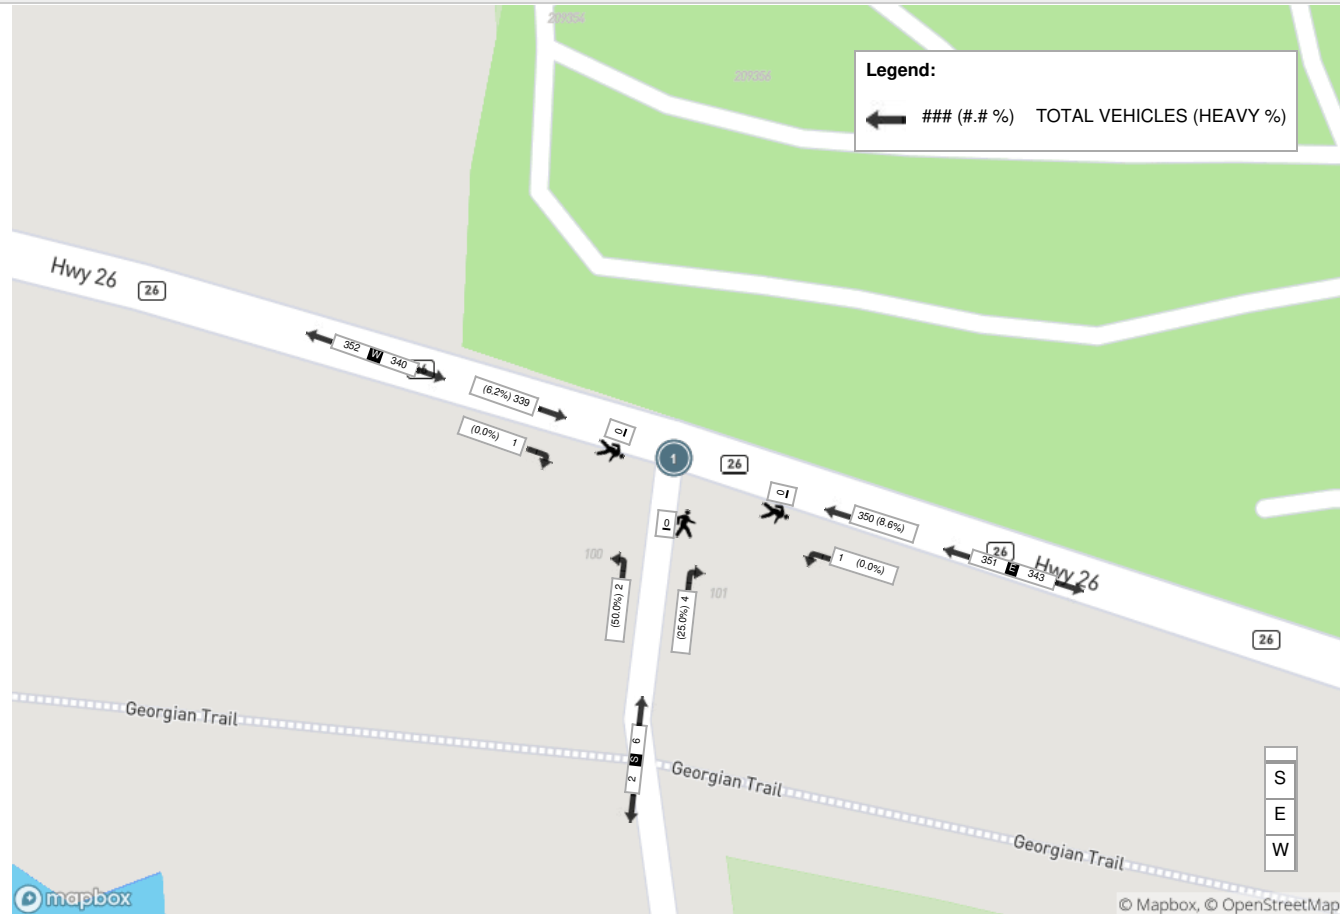 209354
209356
Legend:
### (#.# %) TOTAL VEHICLES (HEAVY %)
Hwy 26
26
352 W 340
(6.2%) 339
(0.0%) 1
0
1
26
0
350 (8.6%)
0
26
Hwy 26
351 E 343
1 (0.0%)
100
101
(50.0%) 2
(25.0%) 4
26
Georgian Trail
2 S 6
Georgian Trail
Georgian Trail
S
E
W
mapbox
© Mapbox, © OpenStreetMap